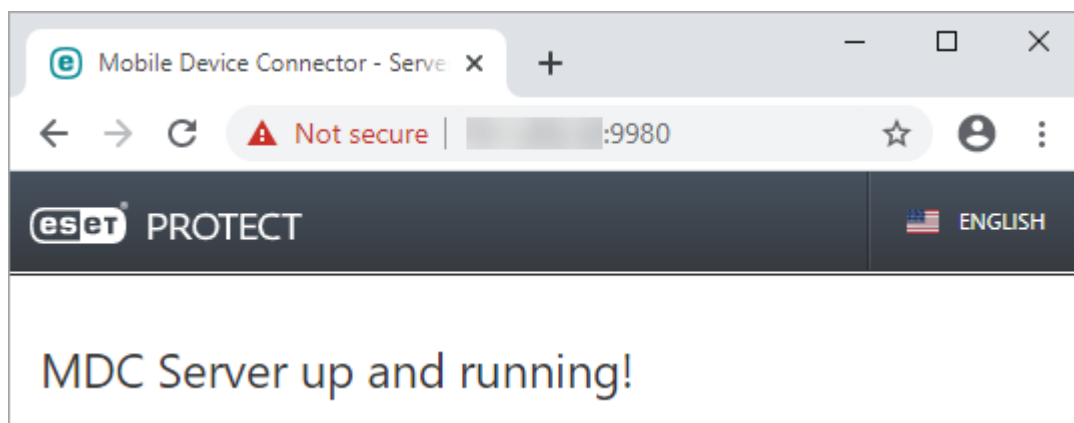 Mobile Device Connector - Serve
Not secure :9980
eset PROTECT ENGLISH
MDC Server up and running!